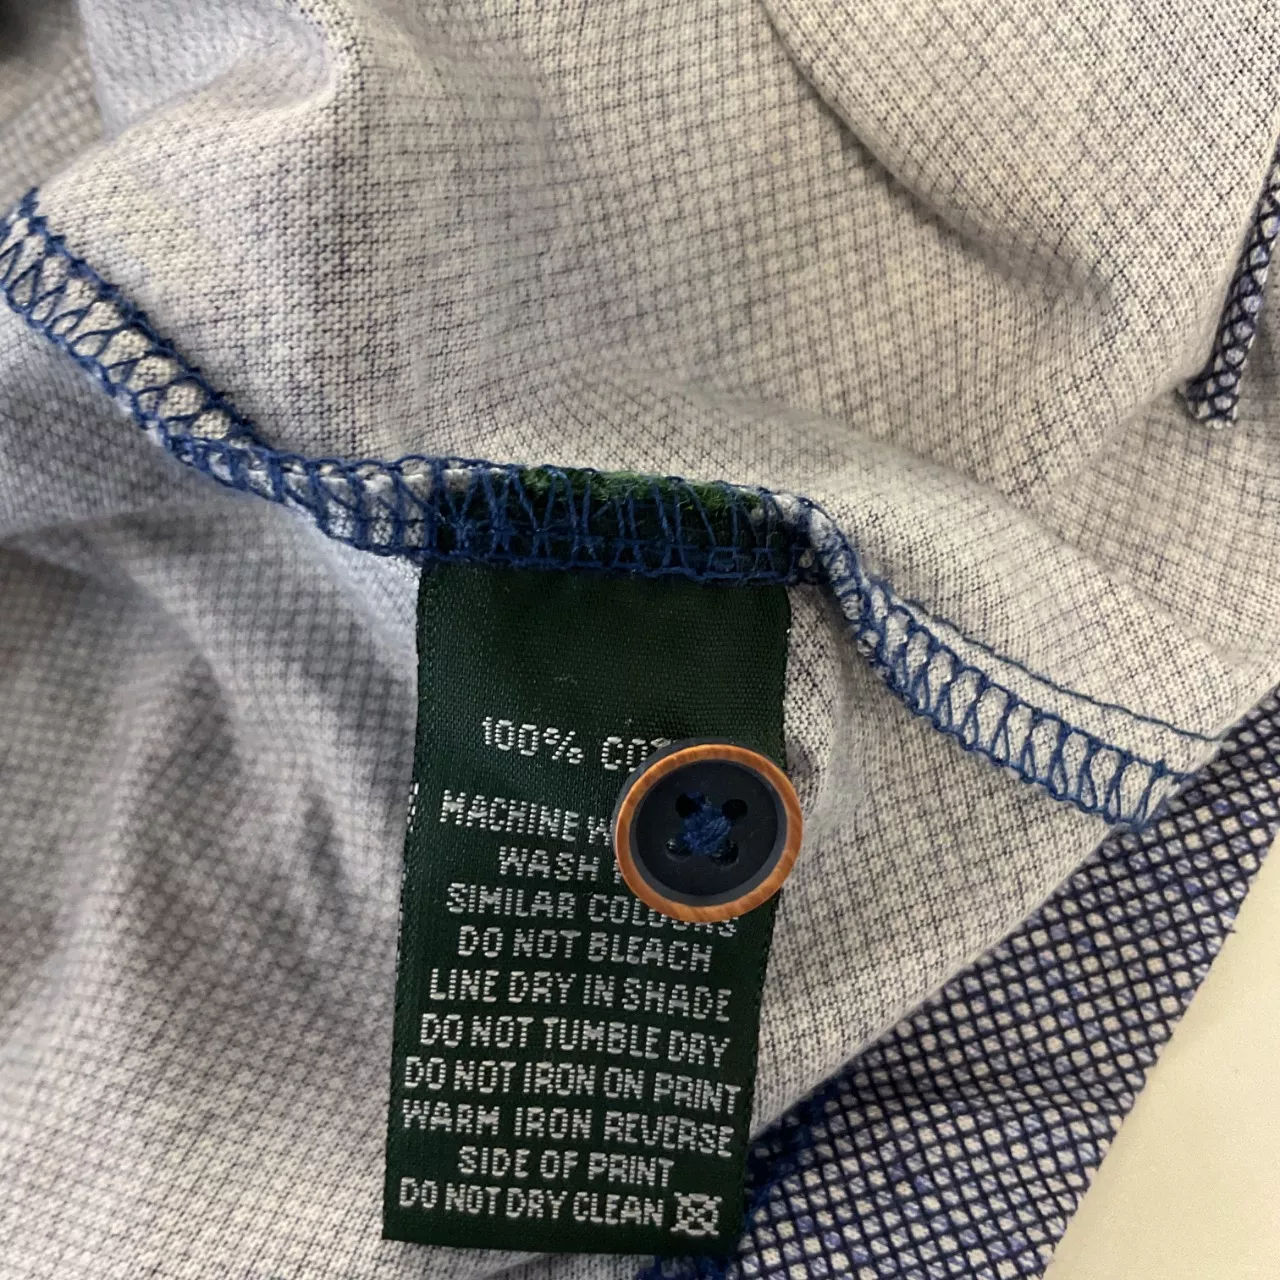 100% CO
MACHINE
WASH
SIMILAR COLOURS
DO NOT BLEACH
LINE DRY IN SHADE
DO NOT TUMBLE DRY
DO NOT IRON ON PRINT
WARM IRON REVERSE
SIDE OF PRINT
DO NOT DRY CLEAN